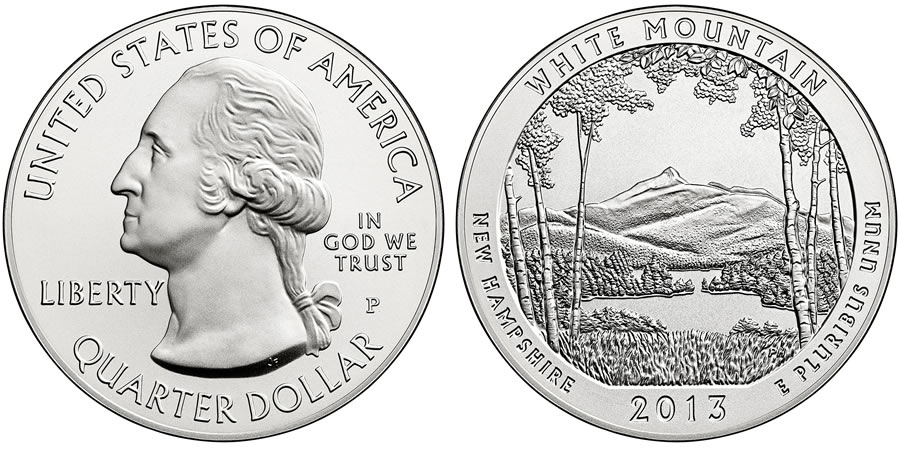 UNITED STATES OF AMERICA
LIBERTY
IN
GOD WE
TRUST
P
QUARTER DOLLAR
WHITE MOUNTAIN
NEW HAMPSHIRE
2013
E PLURIBUS UNUM